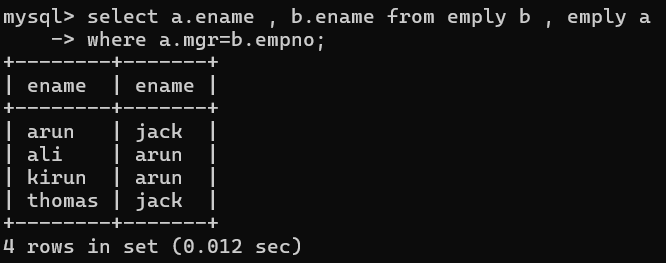 mysql> select a.ename , b.ename from emply b , emply a
    -> where a.mgr=b.empno;
+--------+-------+
| ename  | ename |
+--------+-------+
| arun   | jack  |
| ali    | arun  |
| kirun  | arun  |
| thomas | jack  |
+--------+-------+
4 rows in set (0.012 sec)